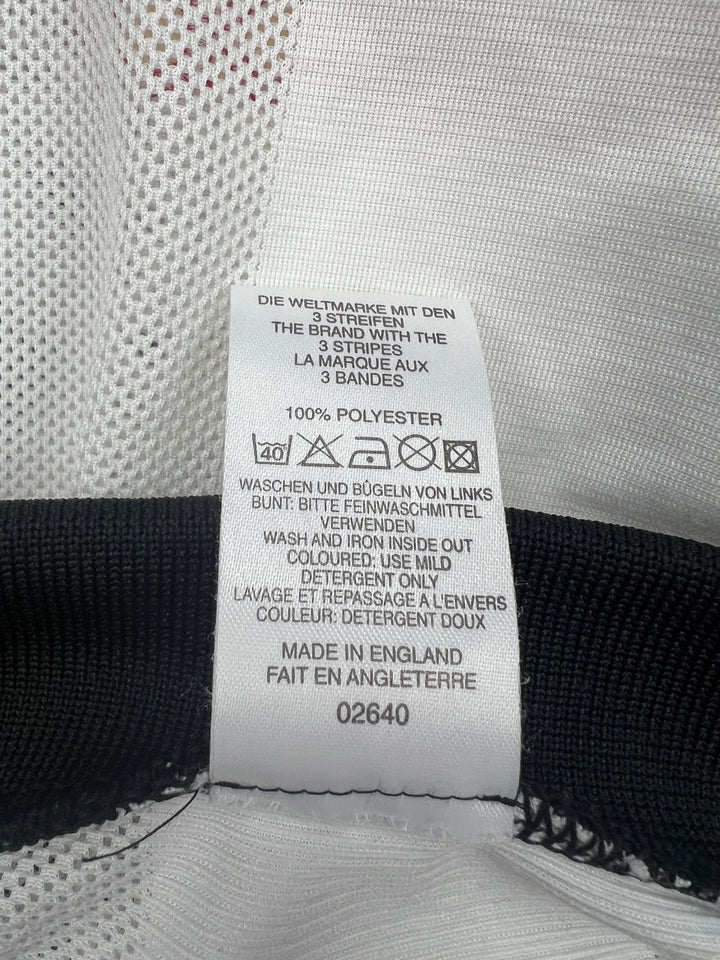 DIE WELTMARKE MIT DEN
3 STREIFEN
THE BRAND WITH THE
3 STRIPES
LA MARQUE AUX
3 BANDES
100% POLYESTER
40
WASCHEN UND BÜGELN VON LINKS
BUNT: BITTE FEINWASCHMITTEL
VERWENDEN
WASH AND IRON INSIDE OUT
COLOURED: USE MILD
DETERGENT ONLY
LAVAGE ET REPASSAGE A L'ENVERS
COULEUR: DETERGENT DOUX
MADE IN ENGLAND
FAIT EN ANGLETERRE
02640